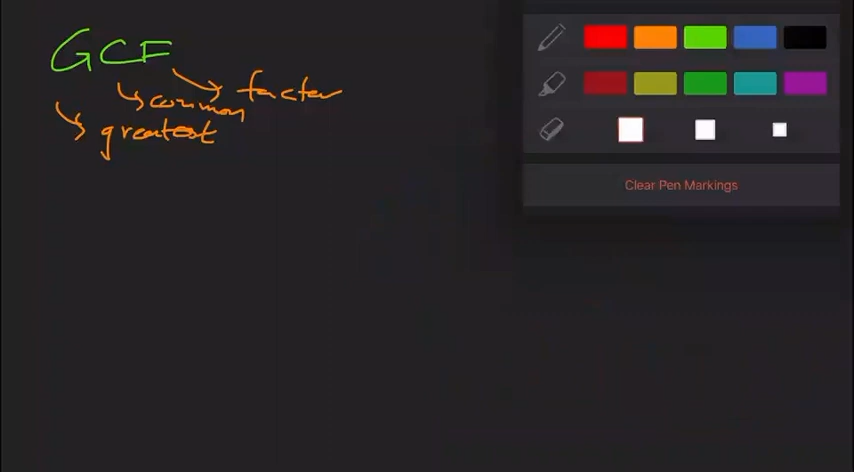 GCF
factor
common
greatest
Clear Pen Markings